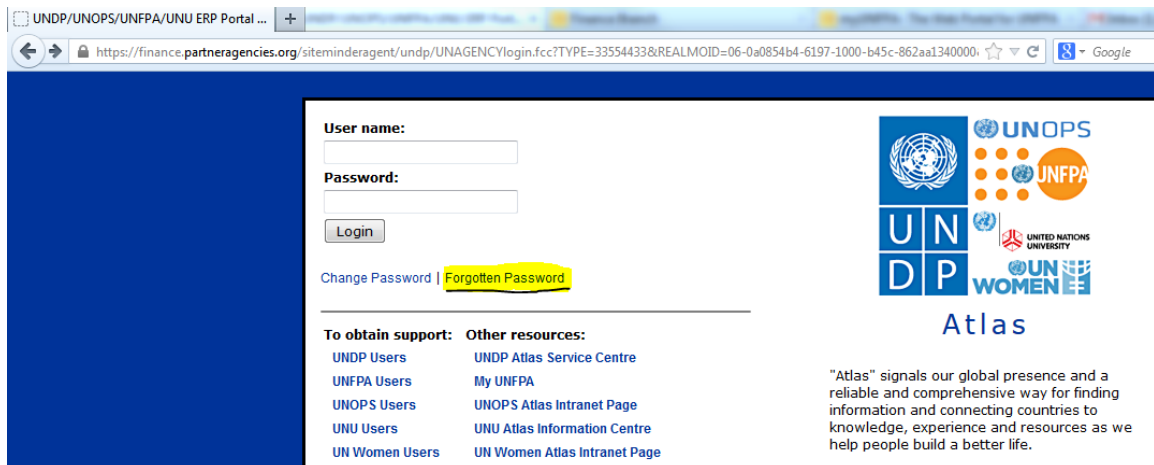 UNDP/UNOPS/UNFPA/UNU ERP Portal ...
https://finance.partneragencies.org/siteminderagent/undp/UNAGENCYlogin.fcc?TYPE=33554433&REALMOID=06-0a0854b4-6197-1000-b45c-862aa1340000
Google
User name:
Password:
Login
Change Password | Forgotten Password
To obtain support: Other resources:
UNDP Users UNDP Atlas Service Centre
UNFPA Users My UNFPA
UNOPS Users UNOPS Atlas Intranet Page
UNU Users UNU Atlas Information Centre
UN Women Users UN Women Atlas Intranet Page
UNOPS
UNFPA
UN
DP
UNITED NATIONS
UNIVERSITY
UN
WOMEN
Atlas
"Atlas" signals our global presence and a
reliable and comprehensive way for finding
information and connecting countries to
knowledge, experience and resources as we
help people build a better life.